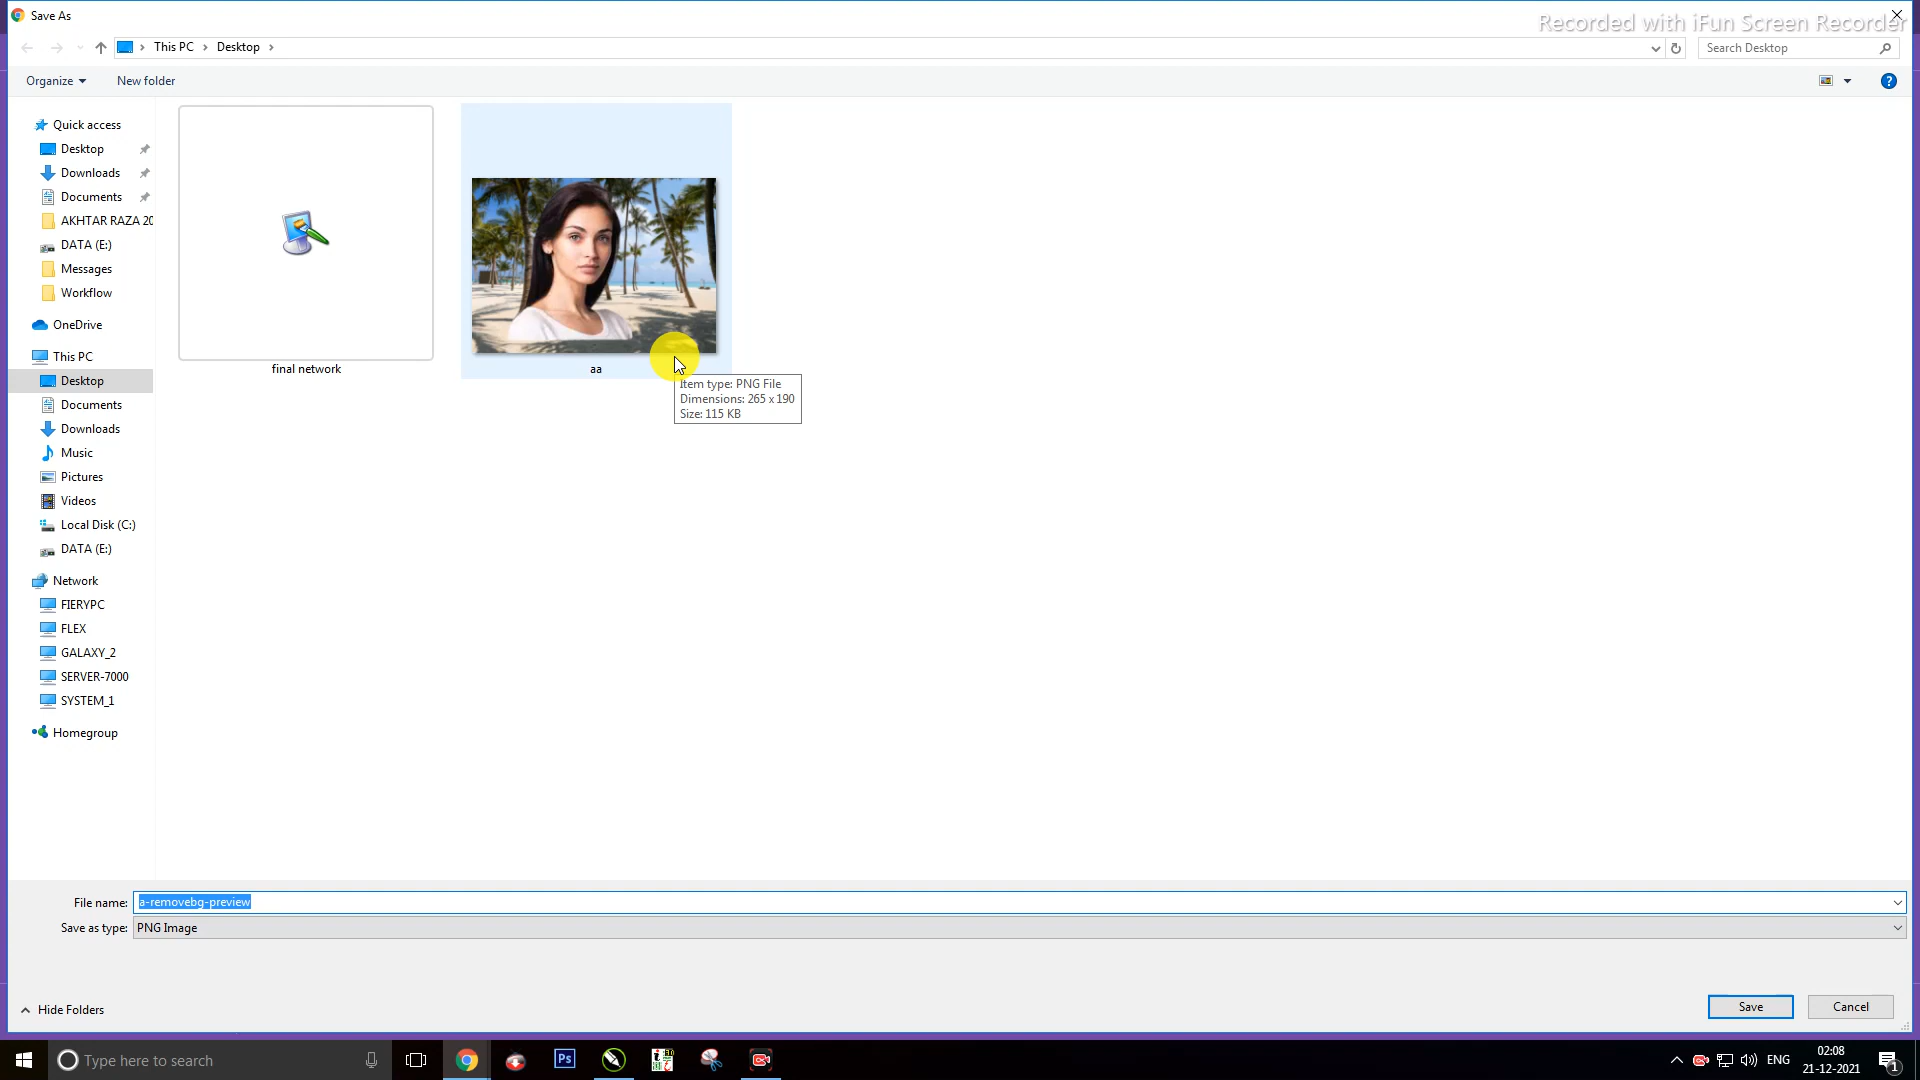 Save As
Recorded with iFun Screen Recorder
This PC
Desktop
Search Desktop
Organize
New folder
?
Quick access
Desktop
Downloads
Documents
AKHTAR RAZA 20
DATA (E:)
Messages
Workflow
OneDrive
This PC
Desktop
Documents
Downloads
Music
Pictures
Videos
Local Disk (C:)
DATA (E:)
Network
FIERYPC
FLEX
GALAXY_2
SERVER-7000
SYSTEM_1
Homegroup
final network
aa
Item type: PNG File
Dimensions: 265 x 190
Size: 115 KB
File name: a-removebg-preview
Save as type: PNG Image
Hide Folders
Save
Cancel
Type here to search
Ps
ENG
02:08
21-12-2021
1